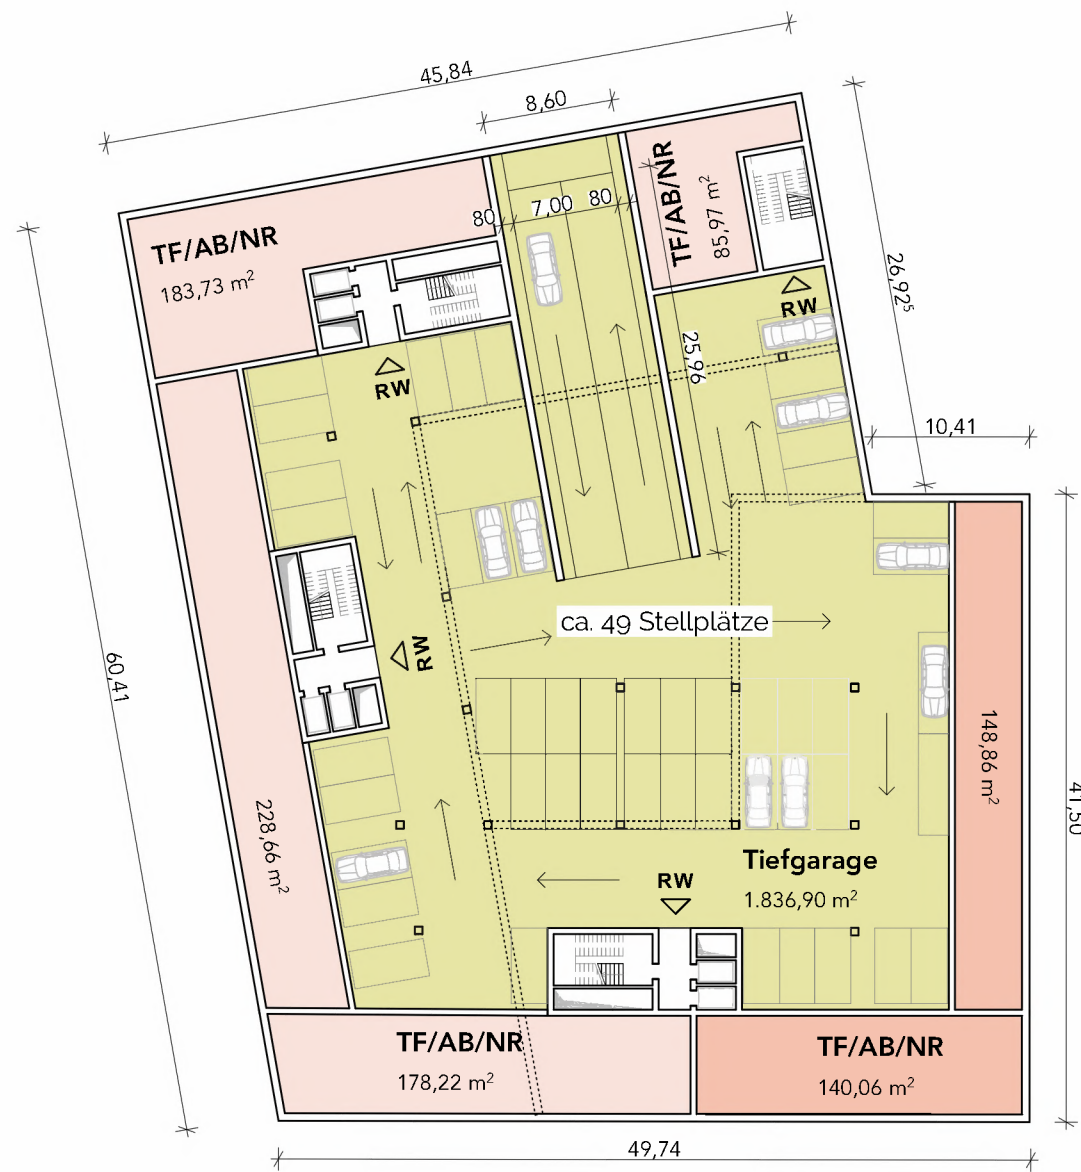 45,84
8,60
TF/AB/NR
183,73 m²
80
7,00
80
TF/AB/NR
85,97 m²
26,92⁵
RW
RW
25,96
10,41
ca. 49 Stellplätze
RW
60,41
148,86 m²
41,50
228,66 m²
Tiefgarage
1.836,90 m²
RW
TF/AB/NR
178,22 m²
TF/AB/NR
140,06 m²
49,74